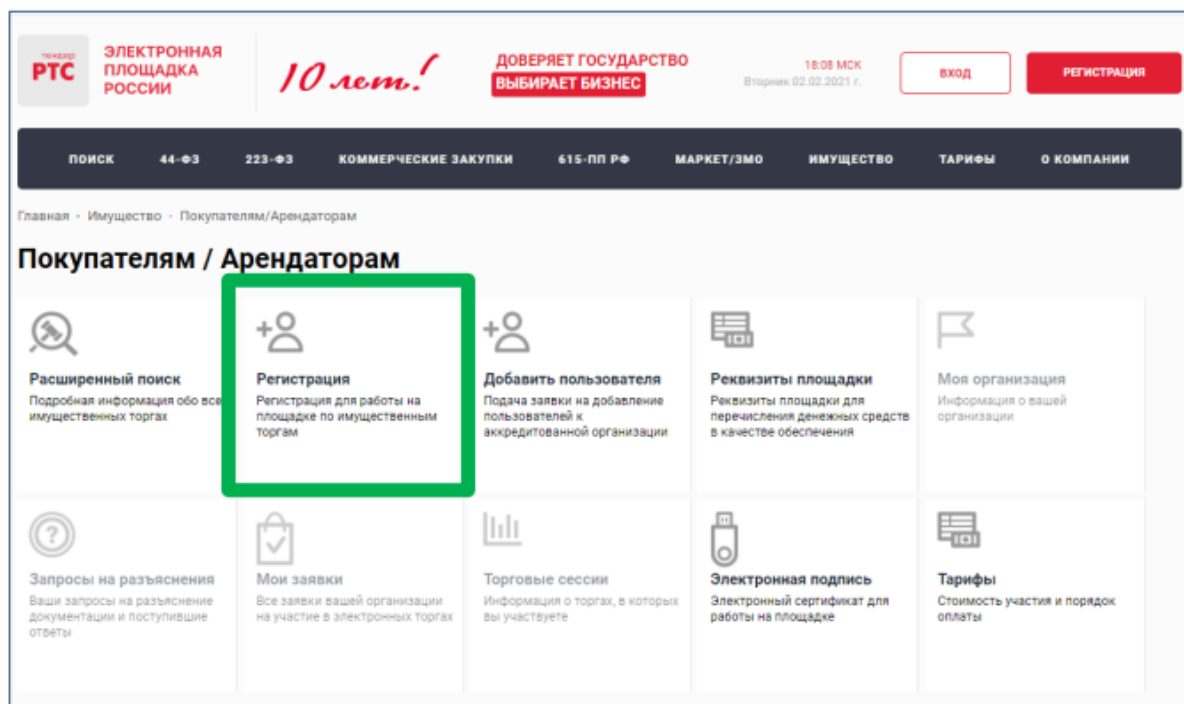 тендер
РТС
ЭЛЕКТРОННАЯ
ПЛОЩАДКА
РОССИИ
10 лет!
ДОВЕРЯЕТ ГОСУДАРСТВО
ВЫБИРАЕТ БИЗНЕС
18:08 МСК
Вторник 02.02.2021 г.
ВХОД
РЕГИСТРАЦИЯ
ПОИСК 44-ФЗ 223-ФЗ КОММЕРЧЕСКИЕ ЗАКУПКИ 615-ПП РФ МАРКЕТ/ЗМО ИМУЩЕСТВО ТАРИФЫ О КОМПАНИИ
Главная · Имущество · Покупателям/Арендаторам
Покупателям / Арендаторам
Расширенный поиск
Подробная информация обо все
имущественных торгах
Регистрация
Регистрация для работы на
площадке по имущественным
торгам
Добавить пользователя
Подача заявки на добавление
пользователей к
аккредитованной организации
Реквизиты площадки
Реквизиты площадки для
перечисления денежных средств
в качестве обеспечения
Моя организация
Информация о вашей
организации
Запросы на разъяснения
Ваши запросы на разъяснение
документации и поступившие
ответы
Мои заявки
Все заявки вашей организации
на участие в электронных торгах
Торговые сессии
Информация о торгах, в которых
вы участвуете
Электронная подпись
Электронный сертификат для
работы на площадке
Тарифы
Стоимость участия и порядок
оплаты